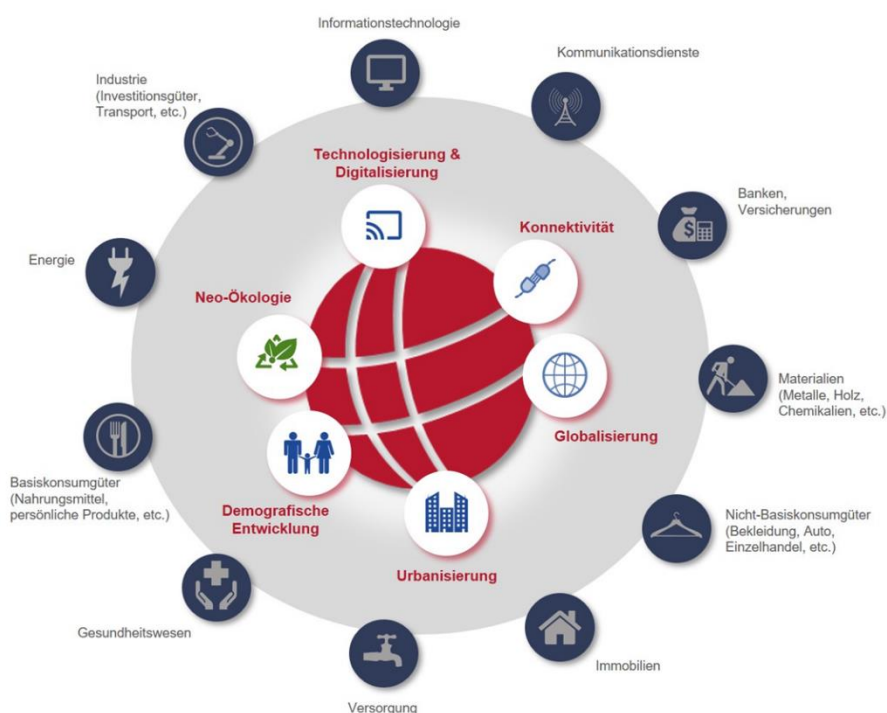 Informationstechnologie
Kommunikationsdienste
Industrie
(Investitionsgüter,
Transport, etc.)
Technologisierung &
Digitalisierung
Konnektivität
Banken,
Versicherungen
$
Energie
Neo-Ökologie
Materialien
(Metalle, Holz,
Chemikalien, etc.)
Globalisierung
Basiskonsumgüter
(Nahrungsmittel,
persönliche Produkte, etc.)
Demografische
Entwicklung
Nicht-Basiskonsumgüter
(Bekleidung, Auto,
Einzelhandel, etc.)
Urbanisierung
Gesundheitswesen
Immobilien
Versorgung